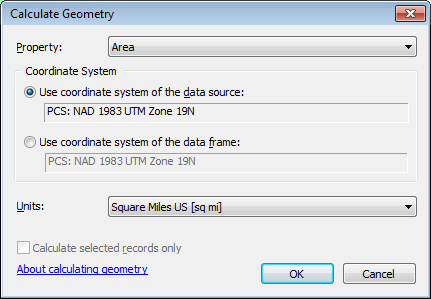 Calculate Geometry
Property: Area
Coordinate System
Use coordinate system of the data source:
PCS: NAD 1983 UTM Zone 19N
Use coordinate system of the data frame:
PCS: NAD 1983 UTM Zone 19N
Units: Square Miles US [sq mi]
Calculate selected records only
About calculating geometry
OK Cancel